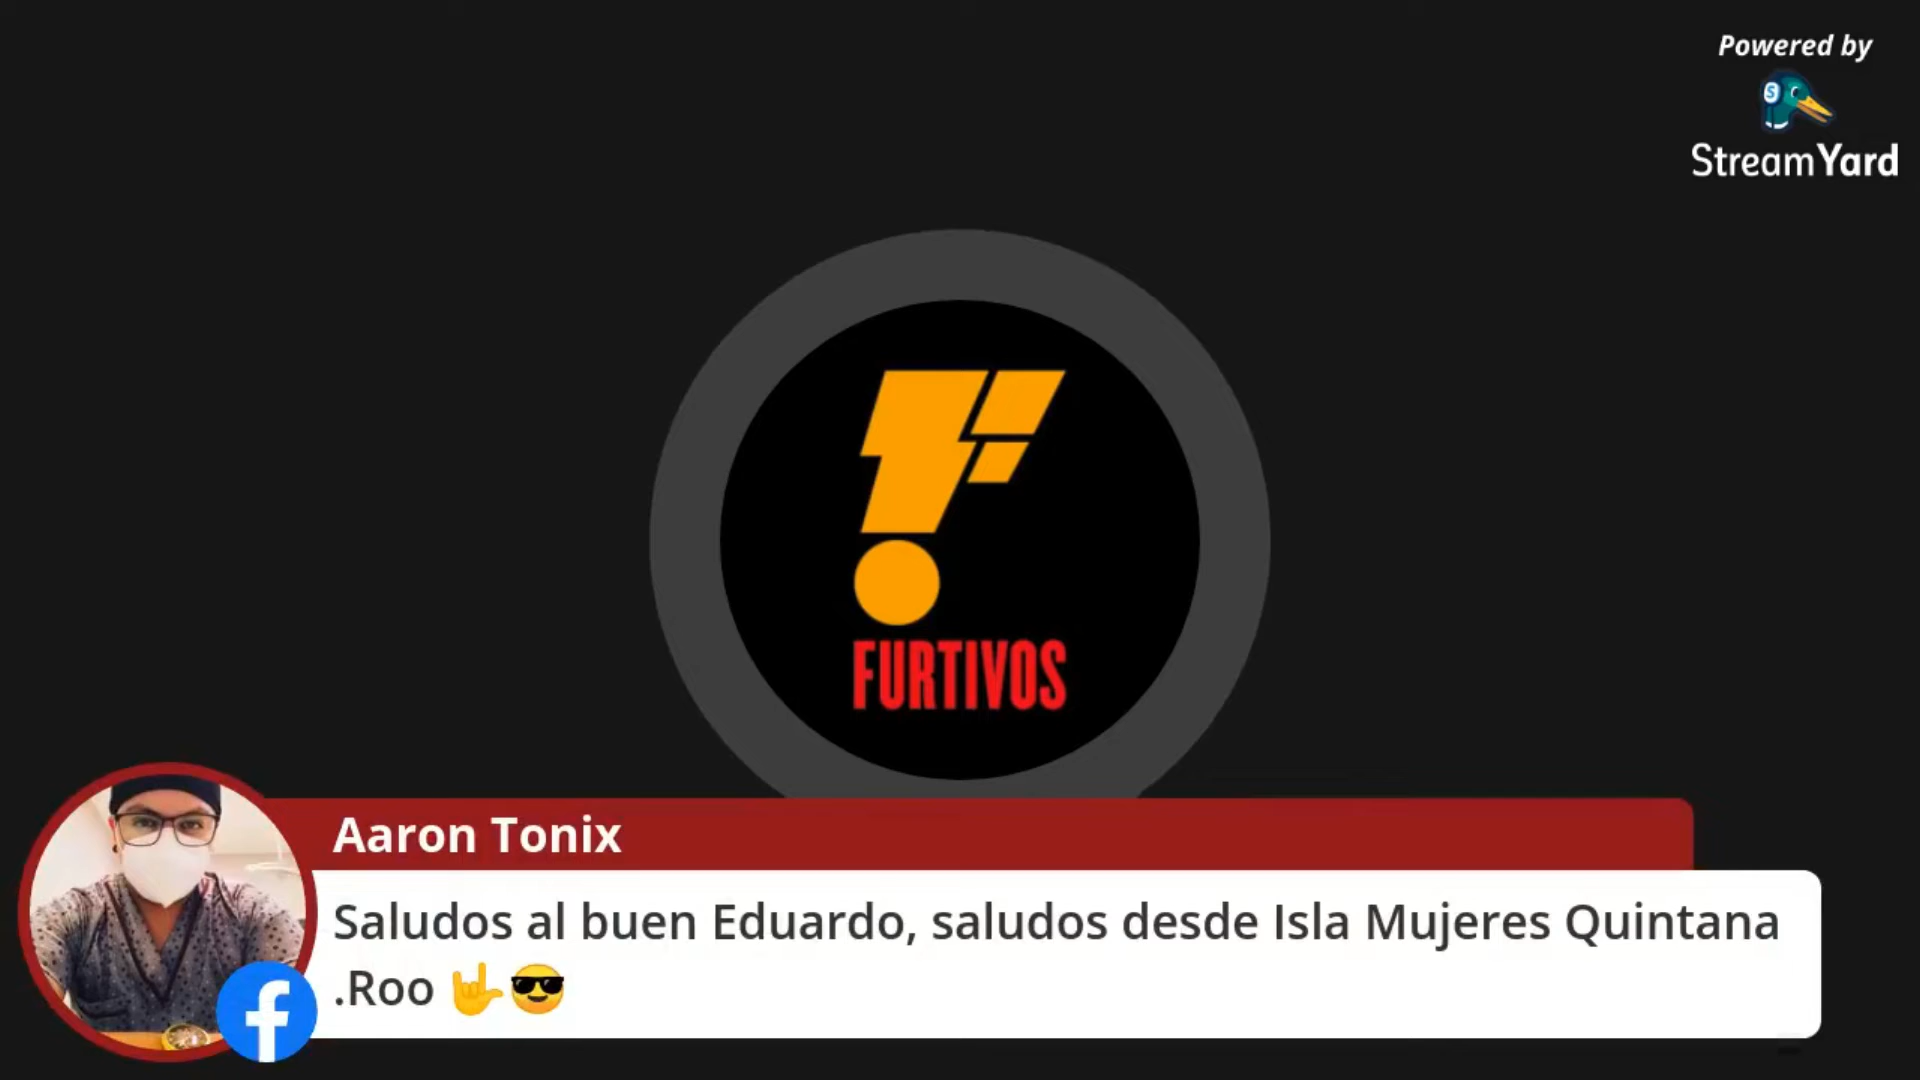 Powered by
StreamYard
FURTIVOS
Aaron Tonix
Saludos al buen Eduardo, saludos desde Isla Mujeres Quintana
.Roo 🤟😎